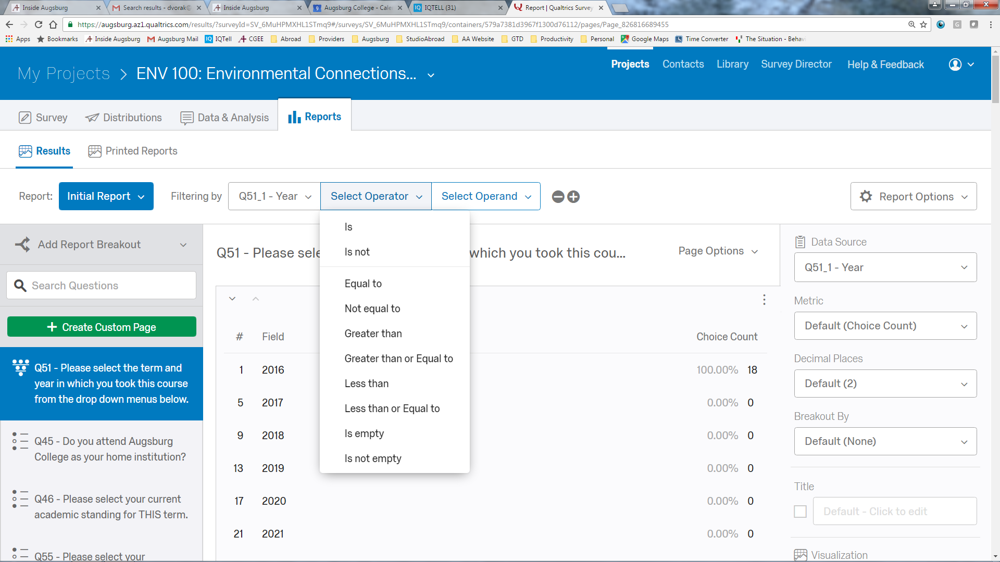 Inside Augsburg
Search results - dvorak@
Inside Augsburg
Augsburg College - Cale
IQTELL (31)
Report | Qualtrics Survey
https://augsburg.az1.qualtrics.com/results/?surveyId=SV_6MuHPMXHL1STmq9#/surveys/SV_6MuHPMXHL1STmq9/containers/579a7381d3967f1300d76112/pages/Page_826816689455
Apps
Bookmarks
Inside Augsburg
Augsburg Mail
IQTell
CGEE
Abroad
Providers
Augsburg
StudioAbroad
AA Website
GTD
Productivity
Personal
Google Maps
Time Converter
The Situation - Behavi
My Projects > ENV 100: Environmental Connections...
Projects
Contacts
Library
Survey Director
Help & Feedback
Survey
Distributions
Data & Analysis
Reports
Results
Printed Reports
Report:
Initial Report
Filtering by
Q51_1 - Year
Select Operator
Select Operand
Report Options
Is
Is not
Equal to
Not equal to
Greater than
Greater than or Equal to
Less than
Less than or Equal to
Is empty
Is not empty
Add Report Breakout
Search Questions
+ Create Custom Page
Q51 - Please select the term and
year in which you took this course
from the drop down menus below.
Q45 - Do you attend Augsburg
College as your home institution?
Q46 - Please select your current
academic standing for THIS term.
Q55 - Please select your
Q51 - Please sele
which you took this cou...
Page Options
# Field Choice Count
1 2016 100.00% 18
5 2017 0.00% 0
9 2018 0.00% 0
13 2019 0.00% 0
17 2020 0.00% 0
21 2021 0.00% 0
Data Source
Q51_1 - Year
Metric
Default (Choice Count)
Decimal Places
Default (2)
Breakout By
Default (None)
Title
Default - Click to edit
Visualization